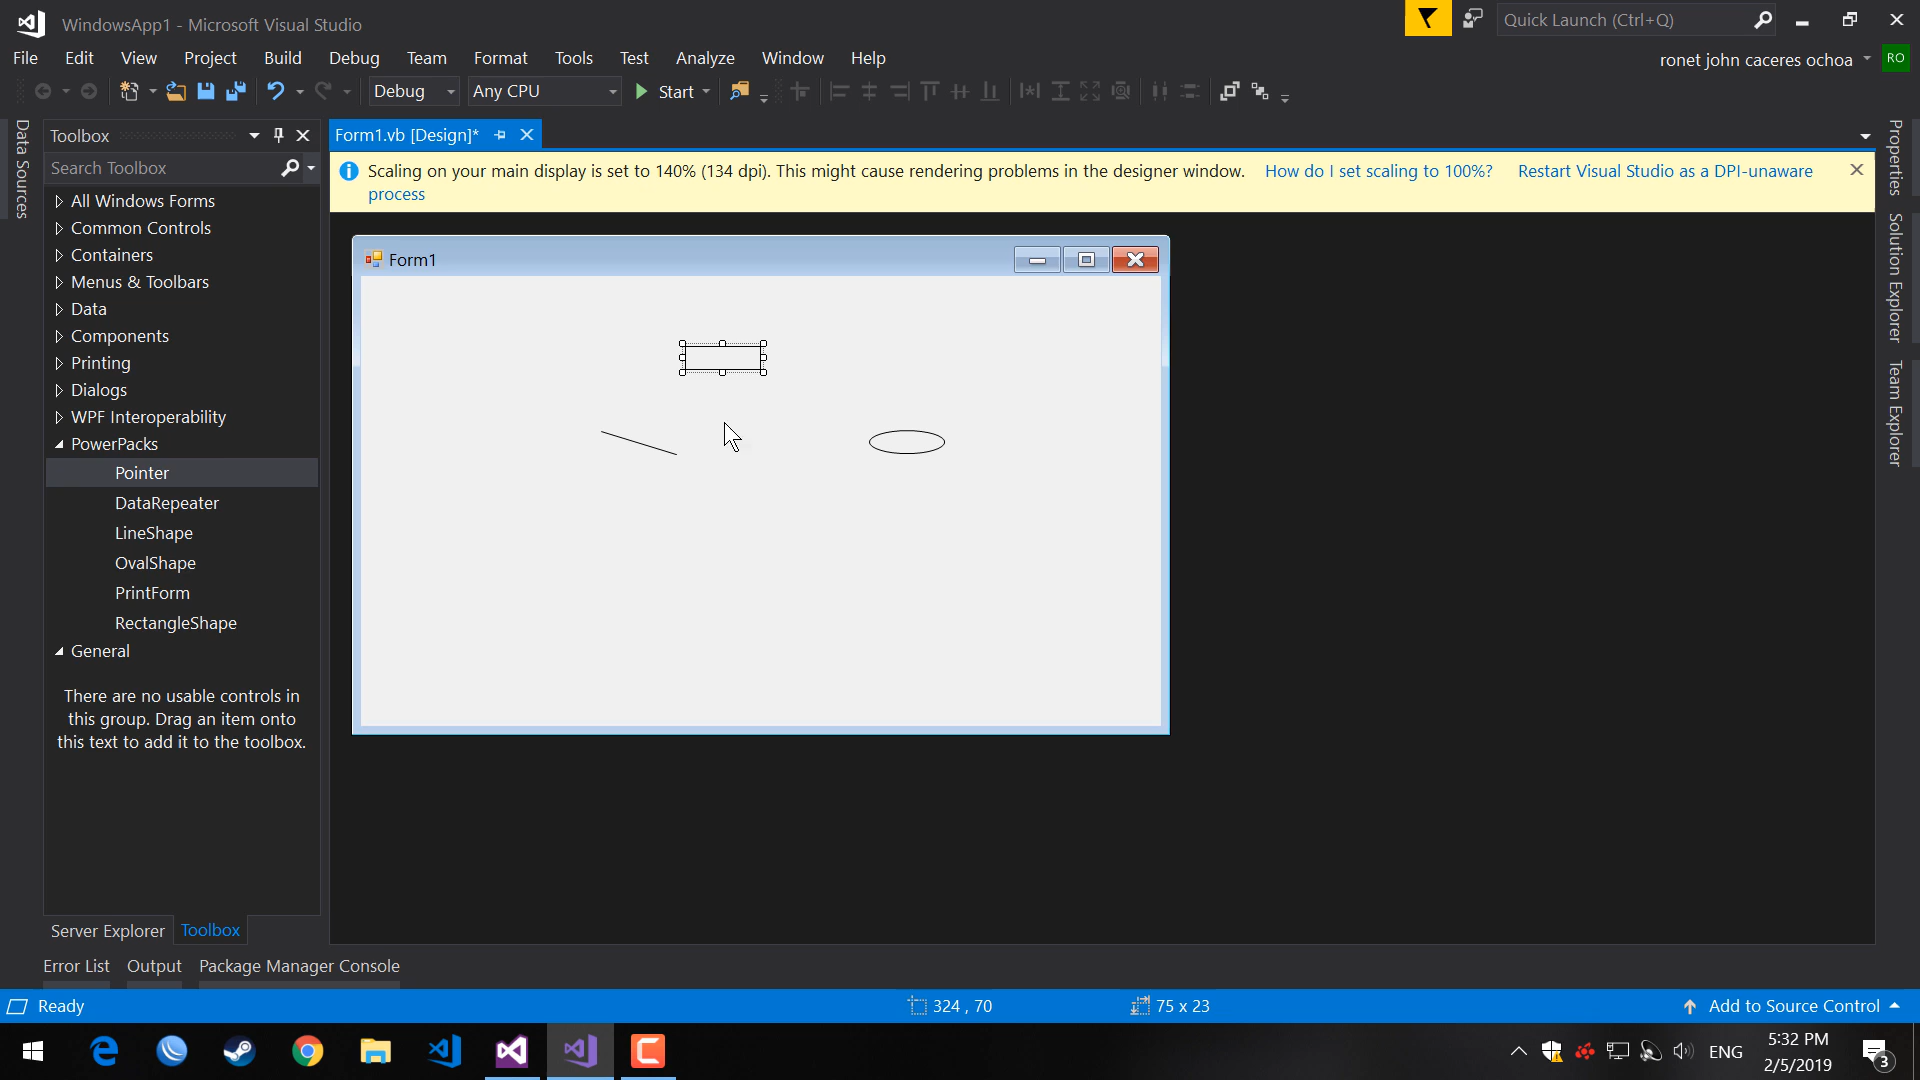 WindowsApp1 - Microsoft Visual Studio
Quick Launch (Ctrl+Q)
File Edit View Project Build Debug Team Format Tools Test Analyze Window Help
ronet john caceres ochoa
RO
Debug
Any CPU
Start
Data Sources
Toolbox
Search Toolbox
All Windows Forms
Common Controls
Containers
Menus & Toolbars
Data
Components
Printing
Dialogs
WPF Interoperability
PowerPacks
Pointer
DataRepeater
LineShape
OvalShape
PrintForm
RectangleShape
General
There are no usable controls in
this group. Drag an item onto
this text to add it to the toolbox.
Server Explorer
Toolbox
Form1.vb [Design]*
Scaling on your main display is set to 140% (134 dpi). This might cause rendering problems in the designer window. How do I set scaling to 100%? Restart Visual Studio as a DPI-unaware
process
Form1
Properties
Solution Explorer
Team Explorer
Error List
Output
Package Manager Console
Ready
324 , 70
75 x 23
Add to Source Control
ENG
5:32 PM
2/5/2019
3